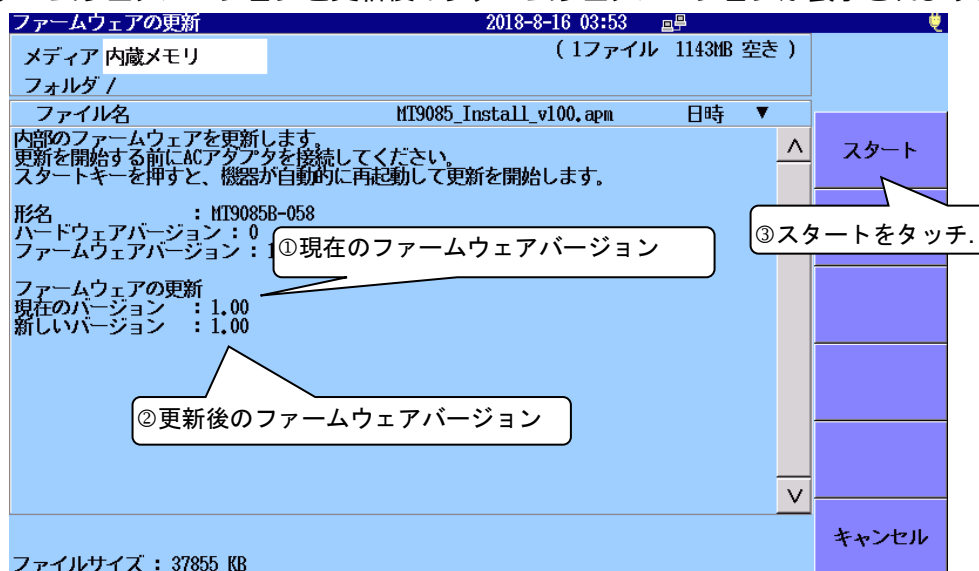 ファームウェアの更新 2018-8-16 03:53
メディア 内蔵メモリ (1ファイル 1143MB 空き)
フォルダ /
ファイル名 MT9085_Install_v100.apm 日時 ▼
内部のファームウェアを更新します。
更新を開始する前にACアダプタを接続してください。
スタートキーを押すと、機器が自動的に再起動して更新を開始します。
スタート
形名 : MT9085B-058
ハードウェアバージョン : 0
ファームウェアバージョン :
①現在のファームウェアバージョン
③スタートをタッチ.
ファームウェアの更新
現在のバージョン : 1.00
新しいバージョン : 1.00
②更新後のファームウェアバージョン
キャンセル
ファイルサイズ : 37855 KB